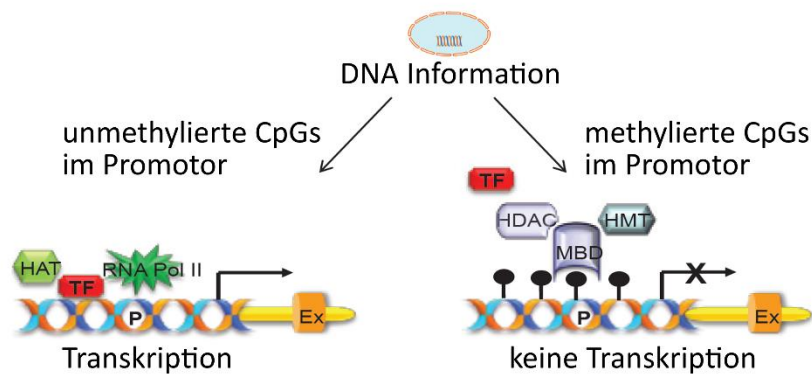 DNA Information
unmethylierte CpGs
im Promotor
methylierte CpGs
im Promotor
HAT
TF
RNA Pol II
P
Ex
Transkription
TF
HDAC
MBD
HMT
X
P
Ex
keine Transkription